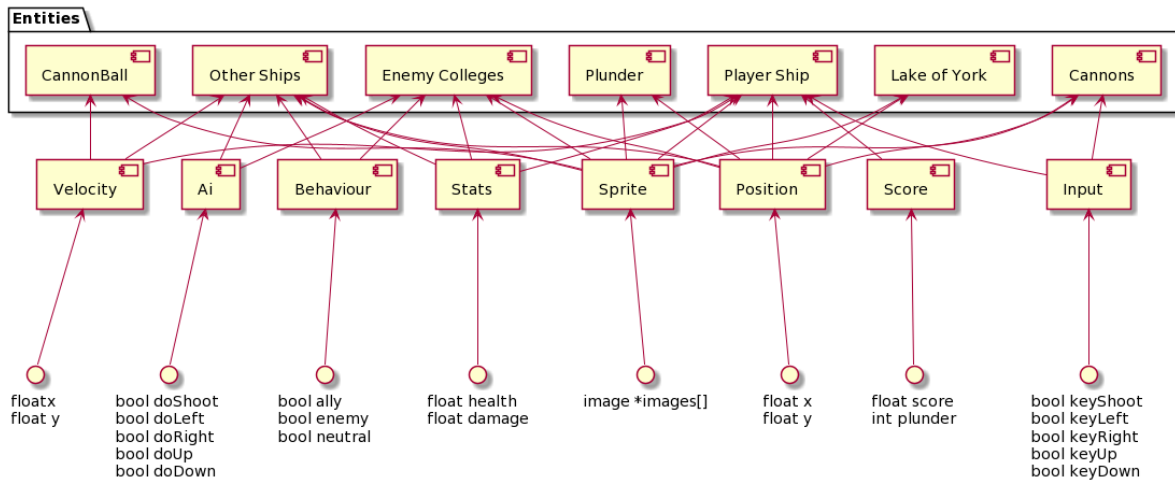 Entities
CannonBall
Other Ships
Enemy Colleges
Plunder
Player Ship
Lake of York
Cannons
Velocity
Ai
Behaviour
Stats
Sprite
Position
Score
Input
floatx
float y
bool doShoot
bool doLeft
bool doRight
bool doUp
bool doDown
bool ally
bool enemy
bool neutral
float health
float damage
image *images[]
float x
float y
float score
int plunder
bool keyShoot
bool keyLeft
bool keyRight
bool keyUp
bool keyDown